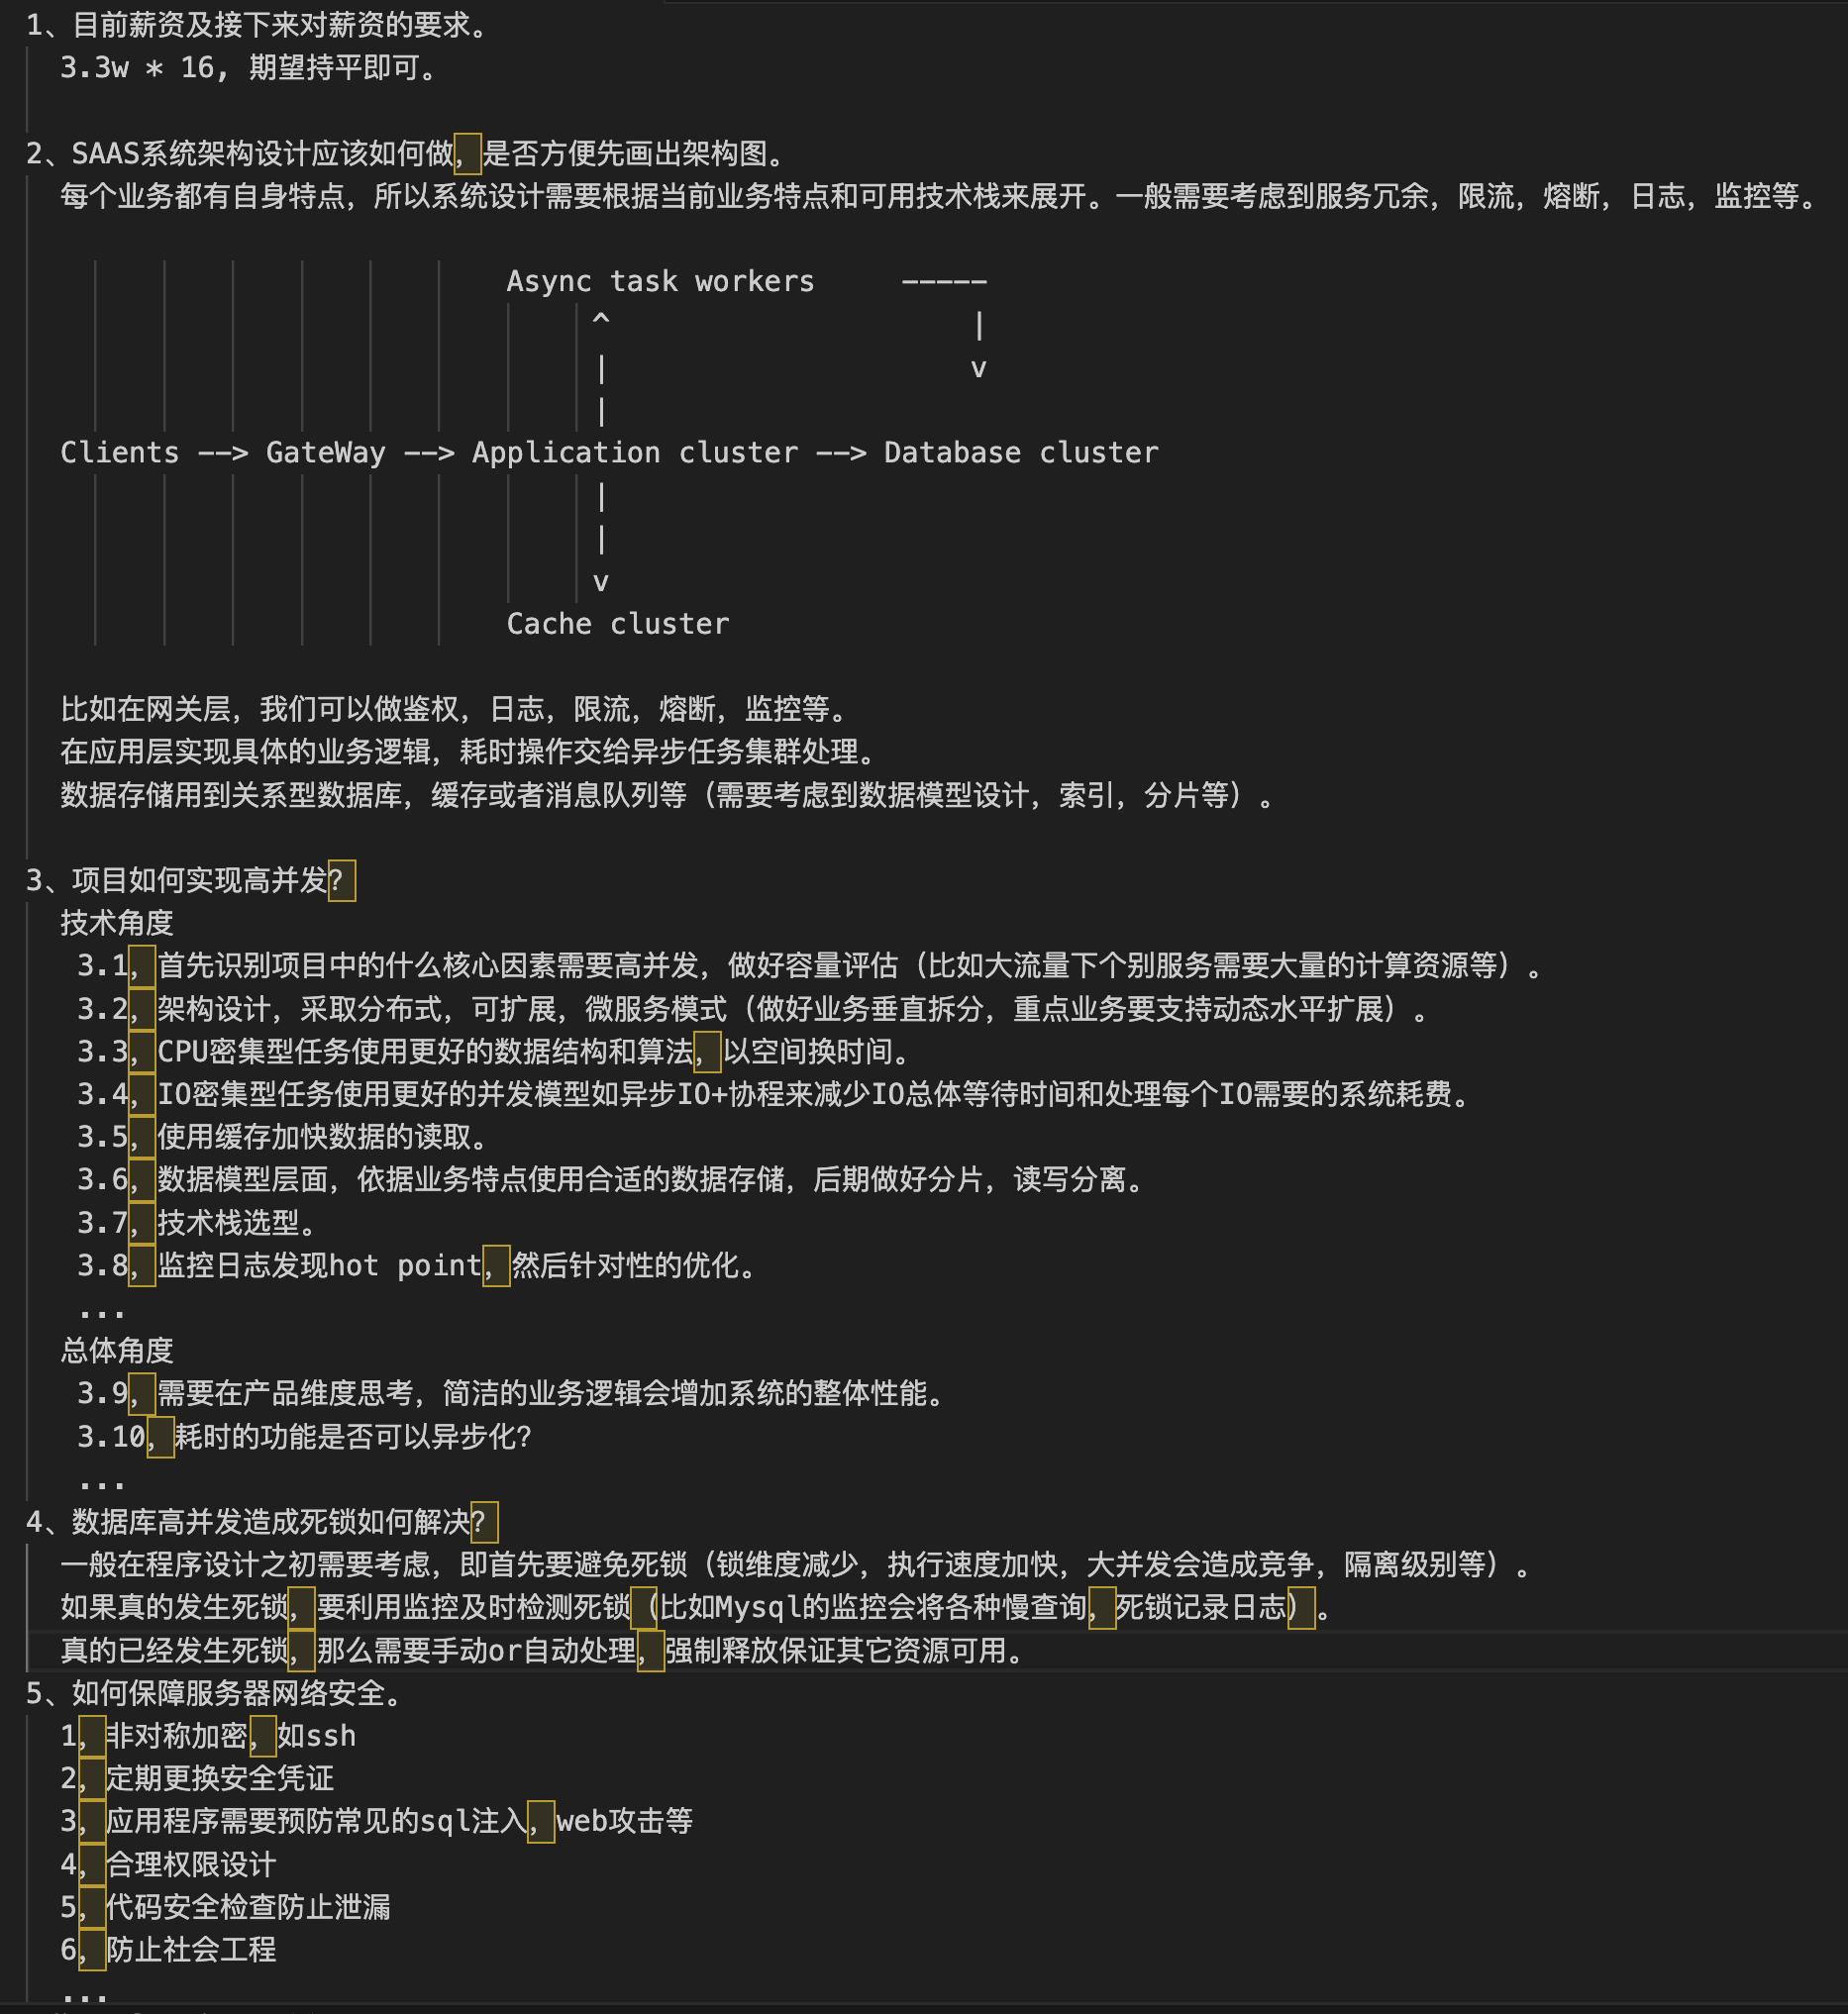 1、目前薪资及接下来对薪资的要求。
3.3w * 16, 期望持平即可。
2、SAAS系统架构设计应该如何做，是否方便先画出架构图。
每个业务都有自身特点，所以系统设计需要根据当前业务特点和可用技术栈来展开。一般需要考虑到服务冗余，限流，熔断，日志，监控等。
Async task workers     -----
^                     |
|                     v
|
Clients --> GateWay --> Application cluster --> Database cluster
|
|
v
Cache cluster
比如在网关层，我们可以做鉴权，日志，限流，熔断，监控等。
在应用层实现具体的业务逻辑，耗时操作交给异步任务集群处理。
数据存储用到关系型数据库，缓存或者消息队列等（需要考虑到数据模型设计，索引，分片等）。
3、项目如何实现高并发？
技术角度
3.1，首先识别项目中的什么核心因素需要高并发，做好容量评估（比如大流量下个别服务需要大量的计算资源等）。
3.2，架构设计，采取分布式，可扩展，微服务模式（做好业务垂直拆分，重点业务要支持动态水平扩展）。
3.3，CPU密集型任务使用更好的数据结构和算法，以空间换时间。
3.4，IO密集型任务使用更好的并发模型如异步IO+协程来减少IO总体等待时间和处理每个IO需要的系统耗费。
3.5，使用缓存加快数据的读取。
3.6，数据模型层面，依据业务特点使用合适的数据存储，后期做好分片，读写分离。
3.7，技术栈选型。
3.8，监控日志发现hot point，然后针对性的优化。
...
总体角度
3.9，需要在产品维度思考，简洁的业务逻辑会增加系统的整体性能。
3.10，耗时的功能是否可以异步化?
...
4、数据库高并发造成死锁如何解决？
一般在程序设计之初需要考虑，即首先要避免死锁（锁维度减少，执行速度加快，大并发会造成竞争，隔离级别等）。
如果真的发生死锁，要利用监控及时检测死锁（比如Mysql的监控会将各种慢查询，死锁记录日志）。
真的已经发生死锁，那么需要手动or自动处理，强制释放保证其它资源可用。
5、如何保障服务器网络安全。
1，非对称加密，如ssh
2，定期更换安全凭证
3，应用程序需要预防常见的sql注入，web攻击等
4，合理权限设计
5，代码安全检查防止泄漏
6，防止社会工程
...